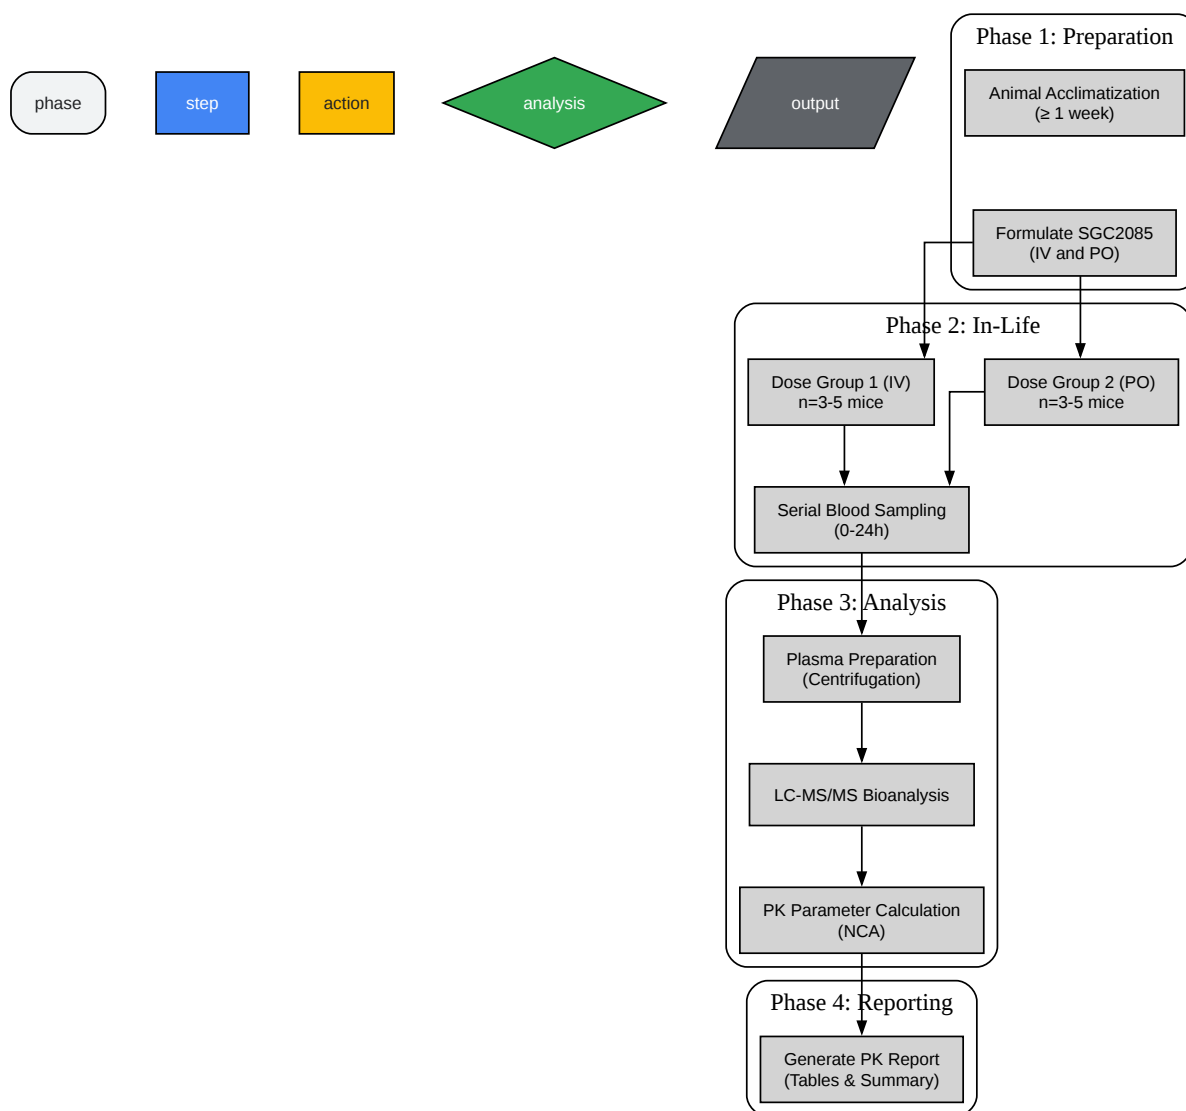 phase
step
action
analysis
output
Phase 1: Preparation
Animal Acclimatization
(≥ 1 week)
Formulate SGC2085
(IV and PO)
Phase 2: In-Life
Dose Group 1 (IV)
n=3-5 mice
Dose Group 2 (PO)
n=3-5 mice
Serial Blood Sampling
(0-24h)
Phase 3: Analysis
Plasma Preparation
(Centrifugation)
LC-MS/MS Bioanalysis
PK Parameter Calculation
(NCA)
Phase 4: Reporting
Generate PK Report
(Tables & Summary)